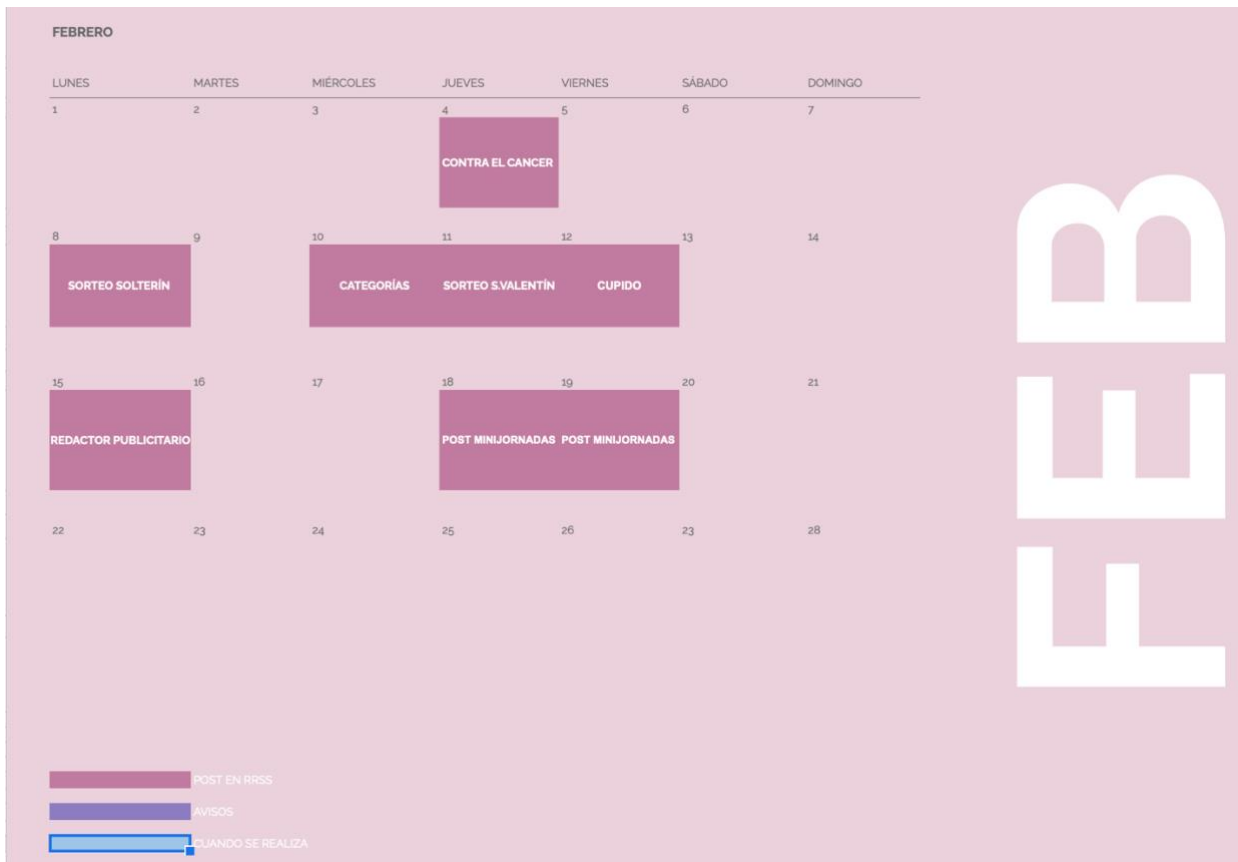 FEBRERO
LUNES MARTES MIÉRCOLES JUEVES VIERNES SÁBADO DOMINGO
1 2 3 4 5 6 7
CONTRA EL CANCER
8 9 10 11 12 13 14
SORTEO SOLTERÍN CATEGORÍAS SORTEO S.VALENTÍN CUPIDO
15 16 17 18 19 20 21
REDACTOR PUBLICITARIO POST MINIJORNADAS POST MINIJORNADAS
22 23 24 25 26 23 28
POST EN RRSS
AVISOS
CUANDO SE REALIZA
FEB